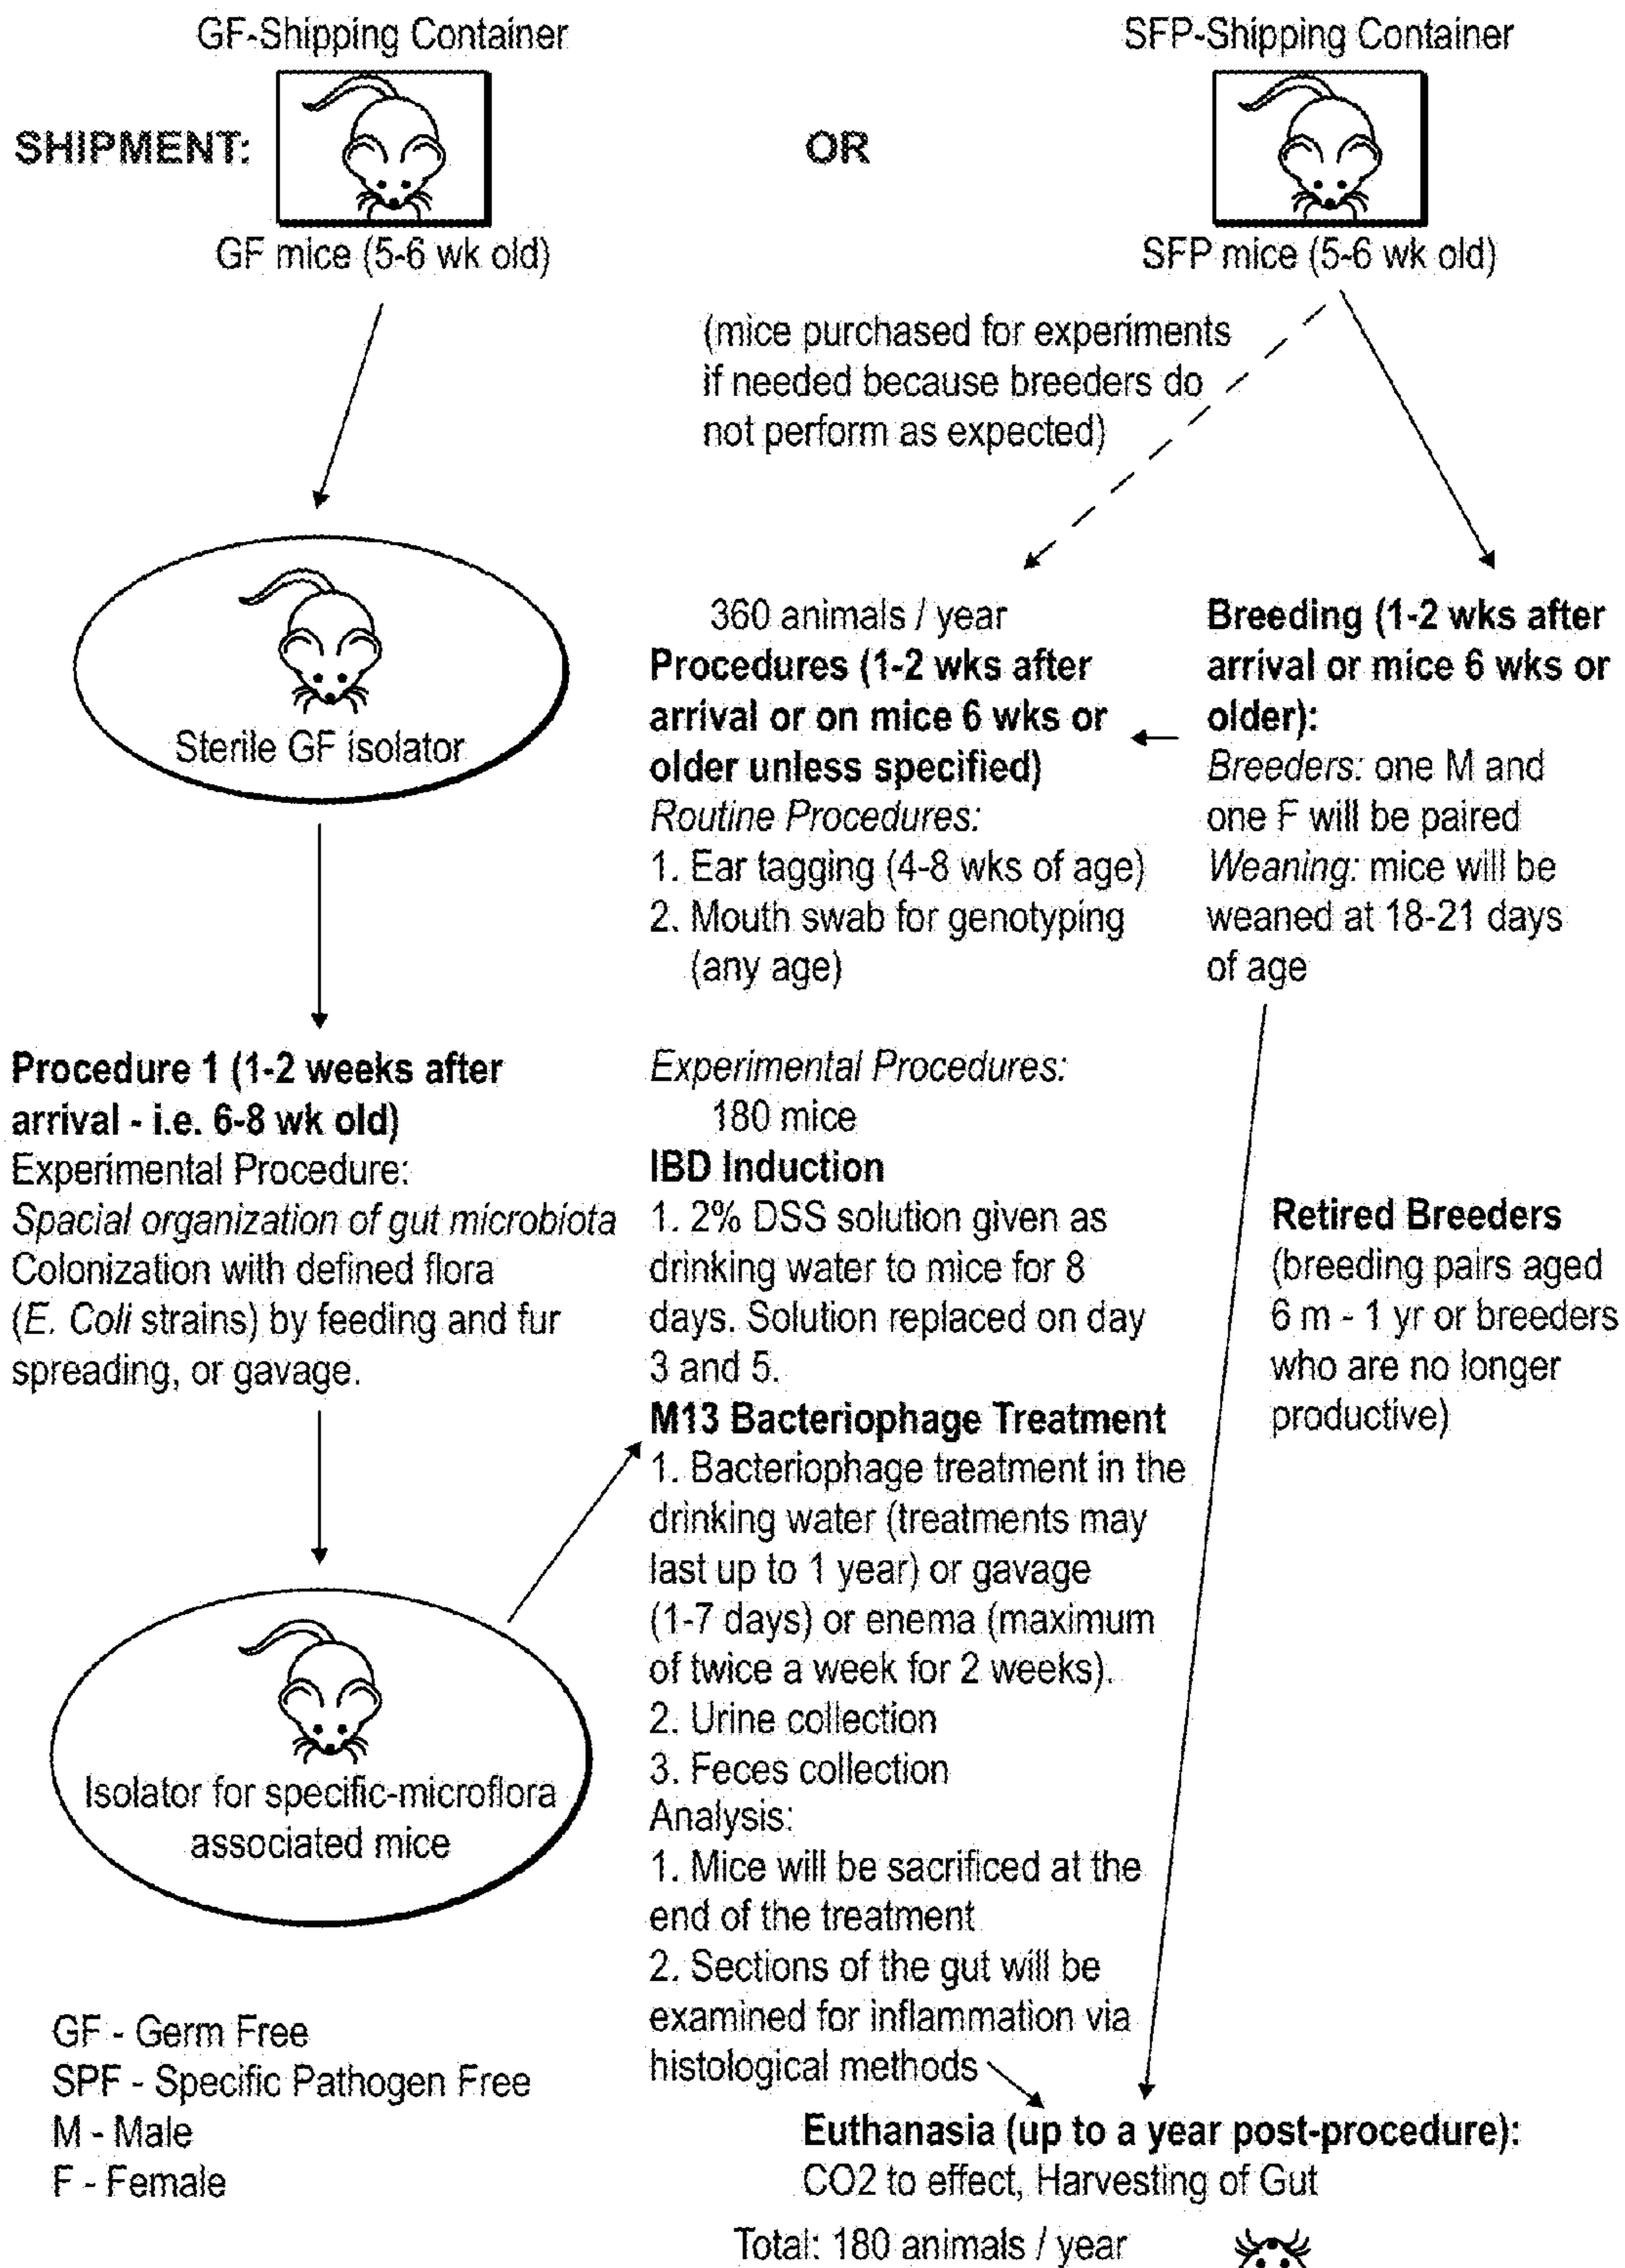 GF-Shipping Container
SFP-Shipping Container
SHIPMENT:
OR
GF mice (5-6 wk old)
SFP mice (5-6 wk old)
(mice purchased for experiments
if needed because breeders do
not perform as expected)
Sterile GF isolator
360 animals / year
Procedures (1-2 wks after
arrival or on mice 6 wks or
older unless specified)
Routine Procedures:
1. Ear tagging (4-8 wks of age)
2. Mouth swab for genotyping
(any age)
Breeding (1-2 wks after
arrival or mice 6 wks or
older):
Breeders: one M and
one F will be paired
Weaning: mice will be
weaned at 18-21 days
of age
Procedure 1 (1-2 weeks after
arrival - i.e. 6-8 wk old)
Experimental Procedure:
Spacial organization of gut microbiota
Colonization with defined flora
(E. Coli strains) by feeding and fur
spreading, or gavage.
Experimental Procedures:
180 mice
IBD Induction
1. 2% DSS solution given as
drinking water to mice for 8
days. Solution replaced on day
3 and 5.
M13 Bacteriophage Treatment
1. Bacteriophage treatment in the
drinking water (treatments may
last up to 1 year) or gavage
(1-7 days) or enema (maximum
of twice a week for 2 weeks).
2. Urine collection
3. Feces collection
Analysis:
1. Mice will be sacrificed at the
end of the treatment
2. Sections of the gut will be
examined for inflammation via
histological methods
Retired Breeders
(breeding pairs aged
6 m - 1 yr or breeders
who are no longer
productive)
Isolator for specific-microflora
associated mice
GF - Germ Free
SPF - Specific Pathogen Free
M - Male
F - Female
Euthanasia (up to a year post-procedure):
CO2 to effect, Harvesting of Gut
Total: 180 animals / year